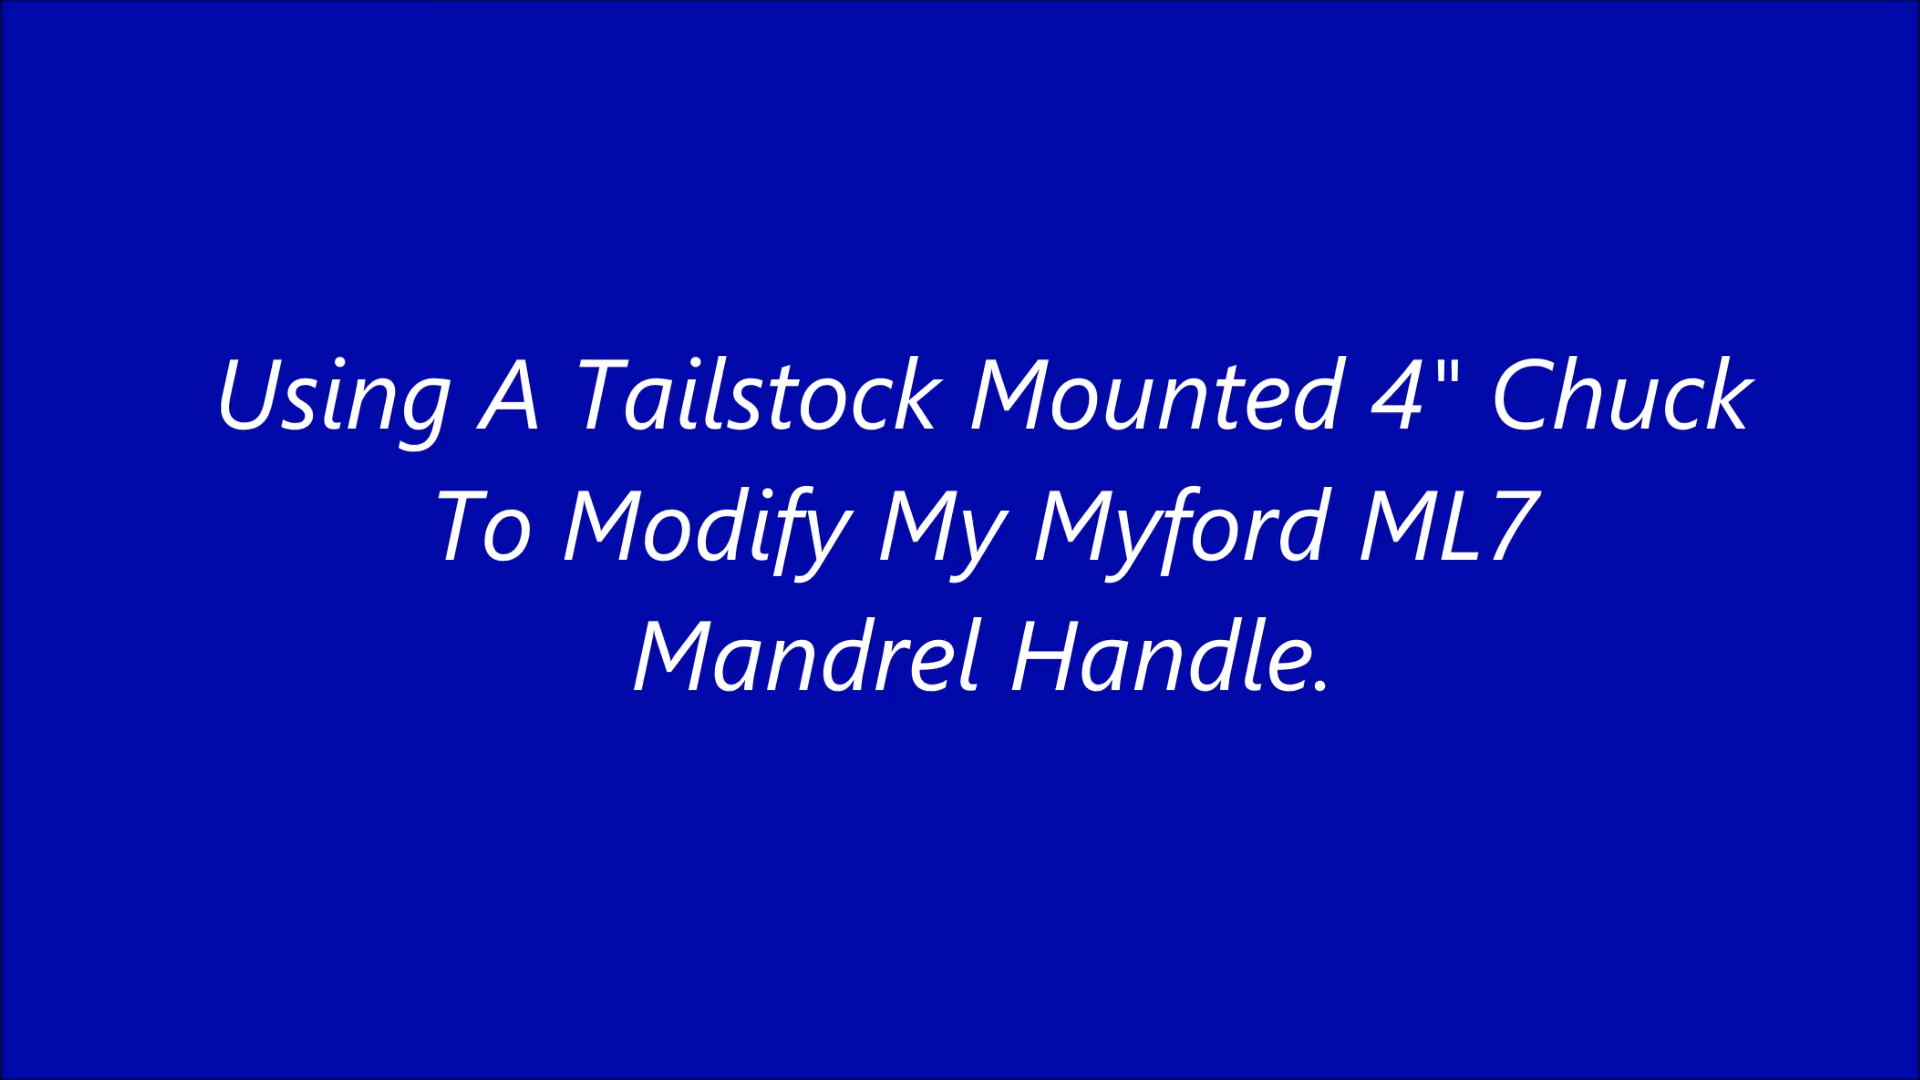 Using A Tailstock Mounted 4" Chuck
To Modify My Myford ML7
Mandrel Handle.